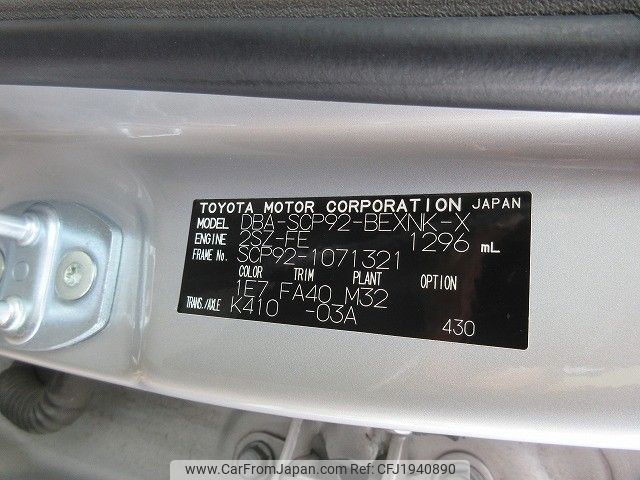 TOYOTA MOTOR CORPORATION JAPAN
MODEL DBA-SCP92-BEXNK-X
ENGINE 2SZ-FE 1296 mL
FRAME No. SCP92-1071321
COLOR TRIM PLANT OPTION
1E7 FA40 M32
TRANS./AXLE K410 -03A
430
www.CarFromJapan.com Ref:CFJ1940890